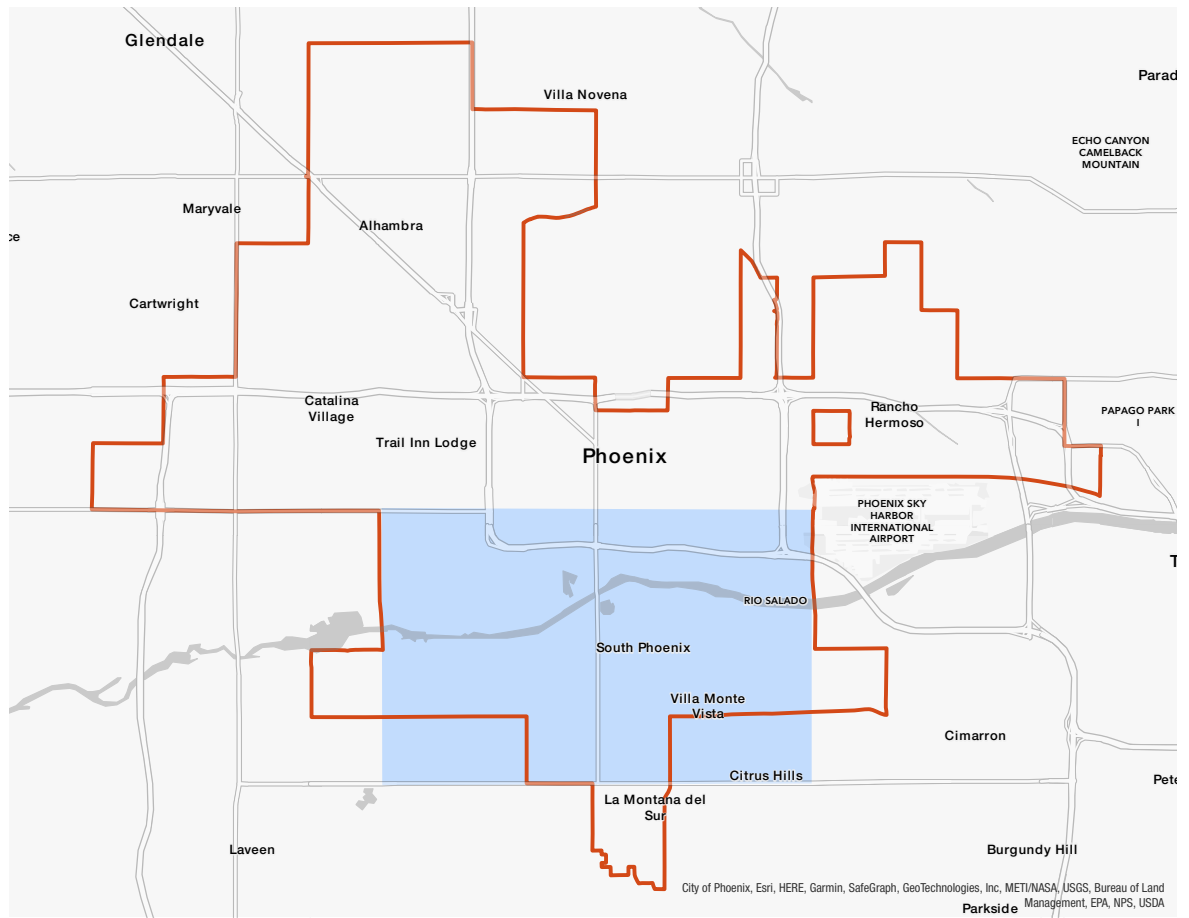 Glendale
Parad
Villa Novena
ECHO CANYON
CAMELBACK
MOUNTAIN
Maryvale
Alhambra
ce
Cartwright
Catalina
Village
Rancho
Hermoso
PAPAGO PARK
I
Trail Inn Lodge
Phoenix
PHOENIX SKY
HARBOR
INTERNATIONAL
AIRPORT
T
RIO SALADO
South Phoenix
Villa Monte
Vista
Cimarron
Citrus Hills
Pete
La Montana del
Sur
Laveen
Burgundy Hill
City of Phoenix, Esri, HERE, Garmin, SafeGraph, GeoTechnologies, Inc, METI/NASA, USGS, Bureau of Land
Management, EPA, NPS, USDA
Parkside